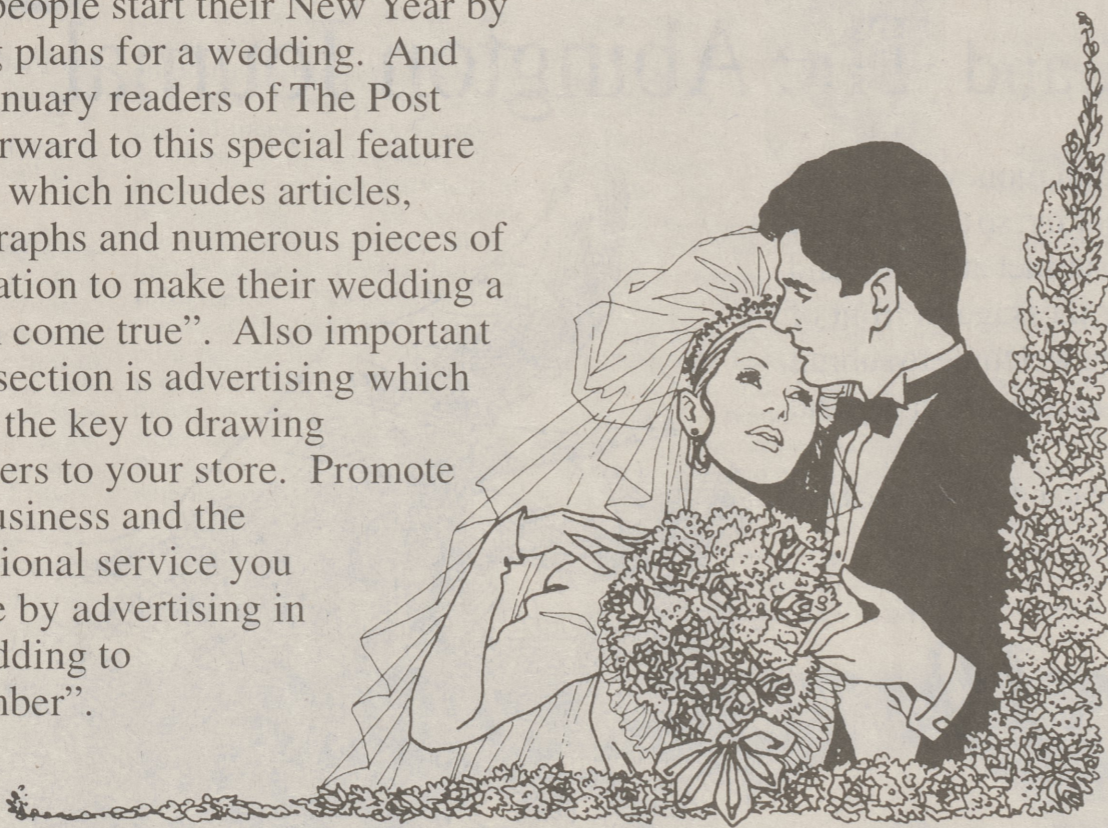 people start their New Year by
g plans for a wedding. And
nuary readers of The Post
rward to this special feature
which includes articles,
raphs and numerous pieces of
ation to make their wedding a
come true”. Also important
section is advertising which
the key to drawing
ers to your store. Promote
usiness and the
ional service you
e by advertising in
dding to
nber”.